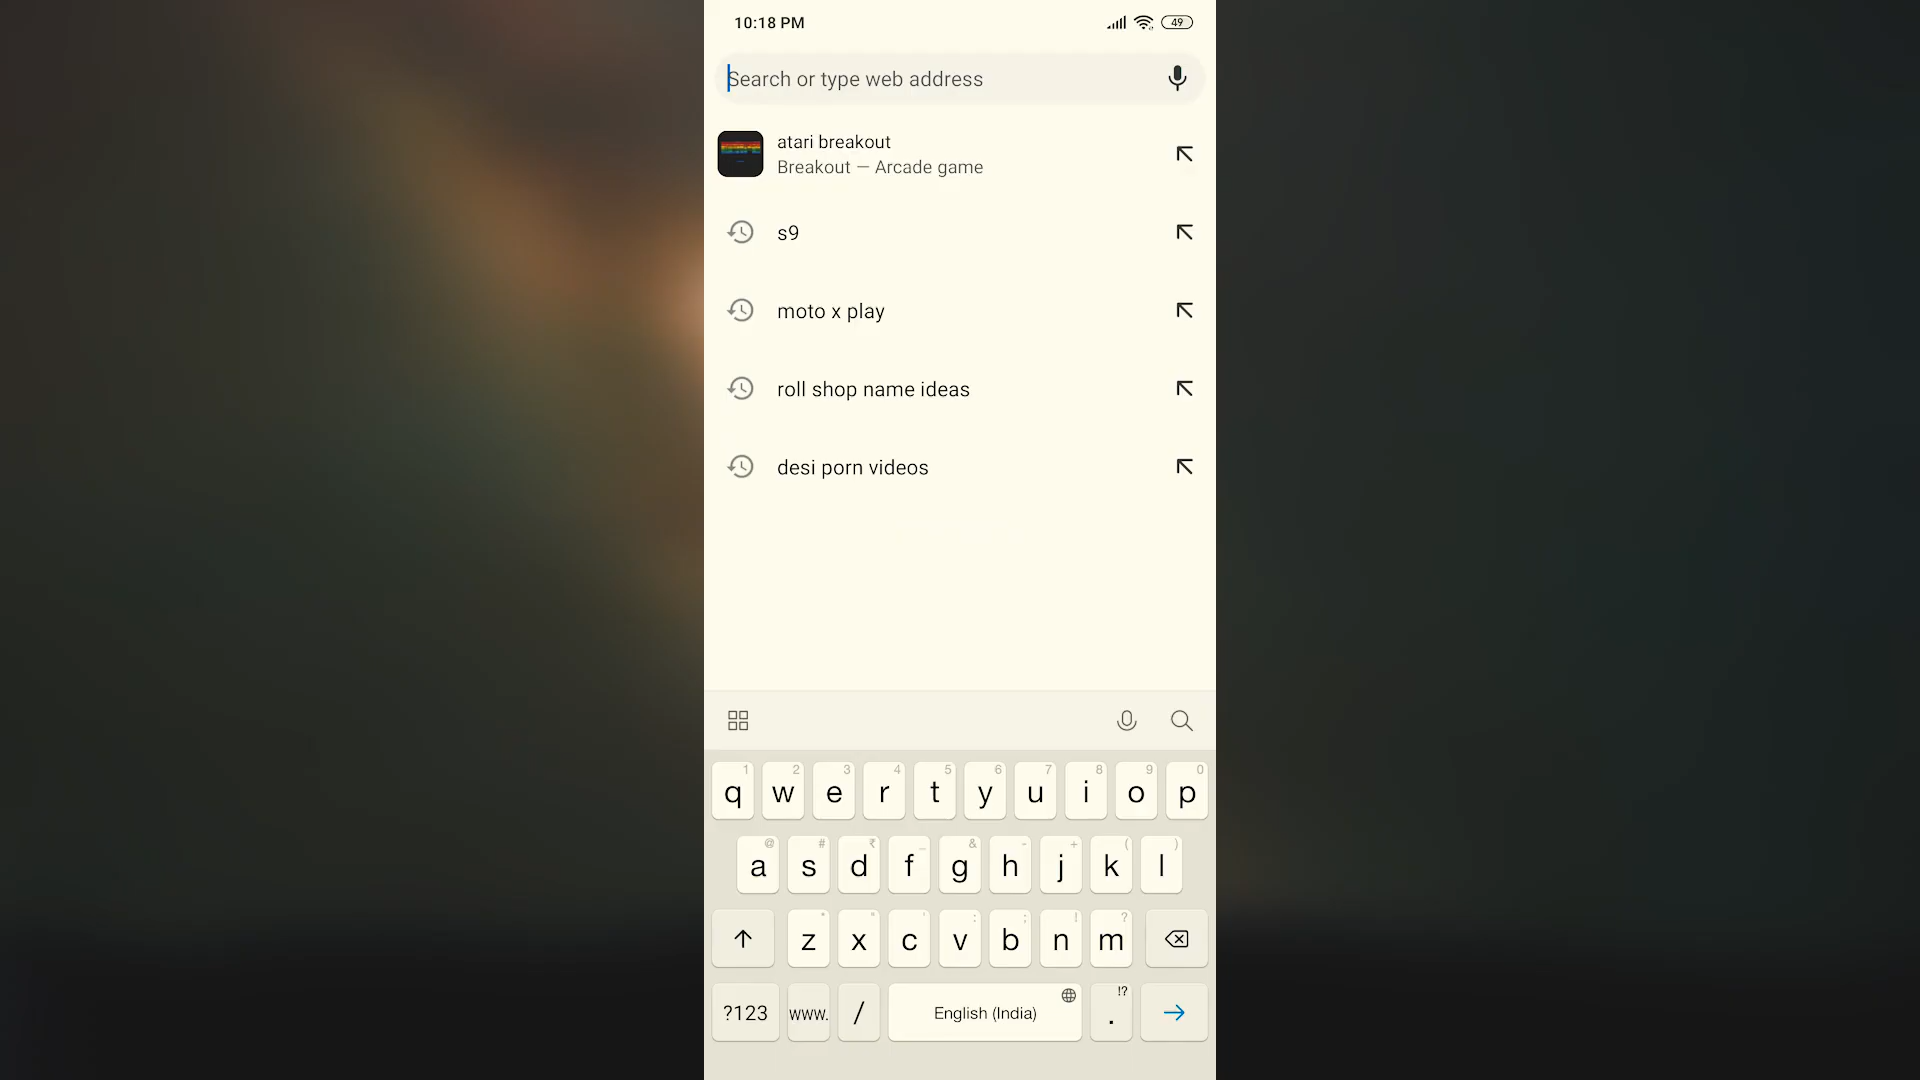 10:18 PM
49
Search or type web address
atari breakout
Breakout — Arcade game
s9
moto x play
roll shop name ideas
desi porn videos
1 2 3 4 5 6 7 8 9 0
q w e r t y u i o p
@ # ₹ _ & - + ( )
a s d f g h j k l
* " ' : ; ! ?
z x c v b n m
!?
?123 www. / English (India) .